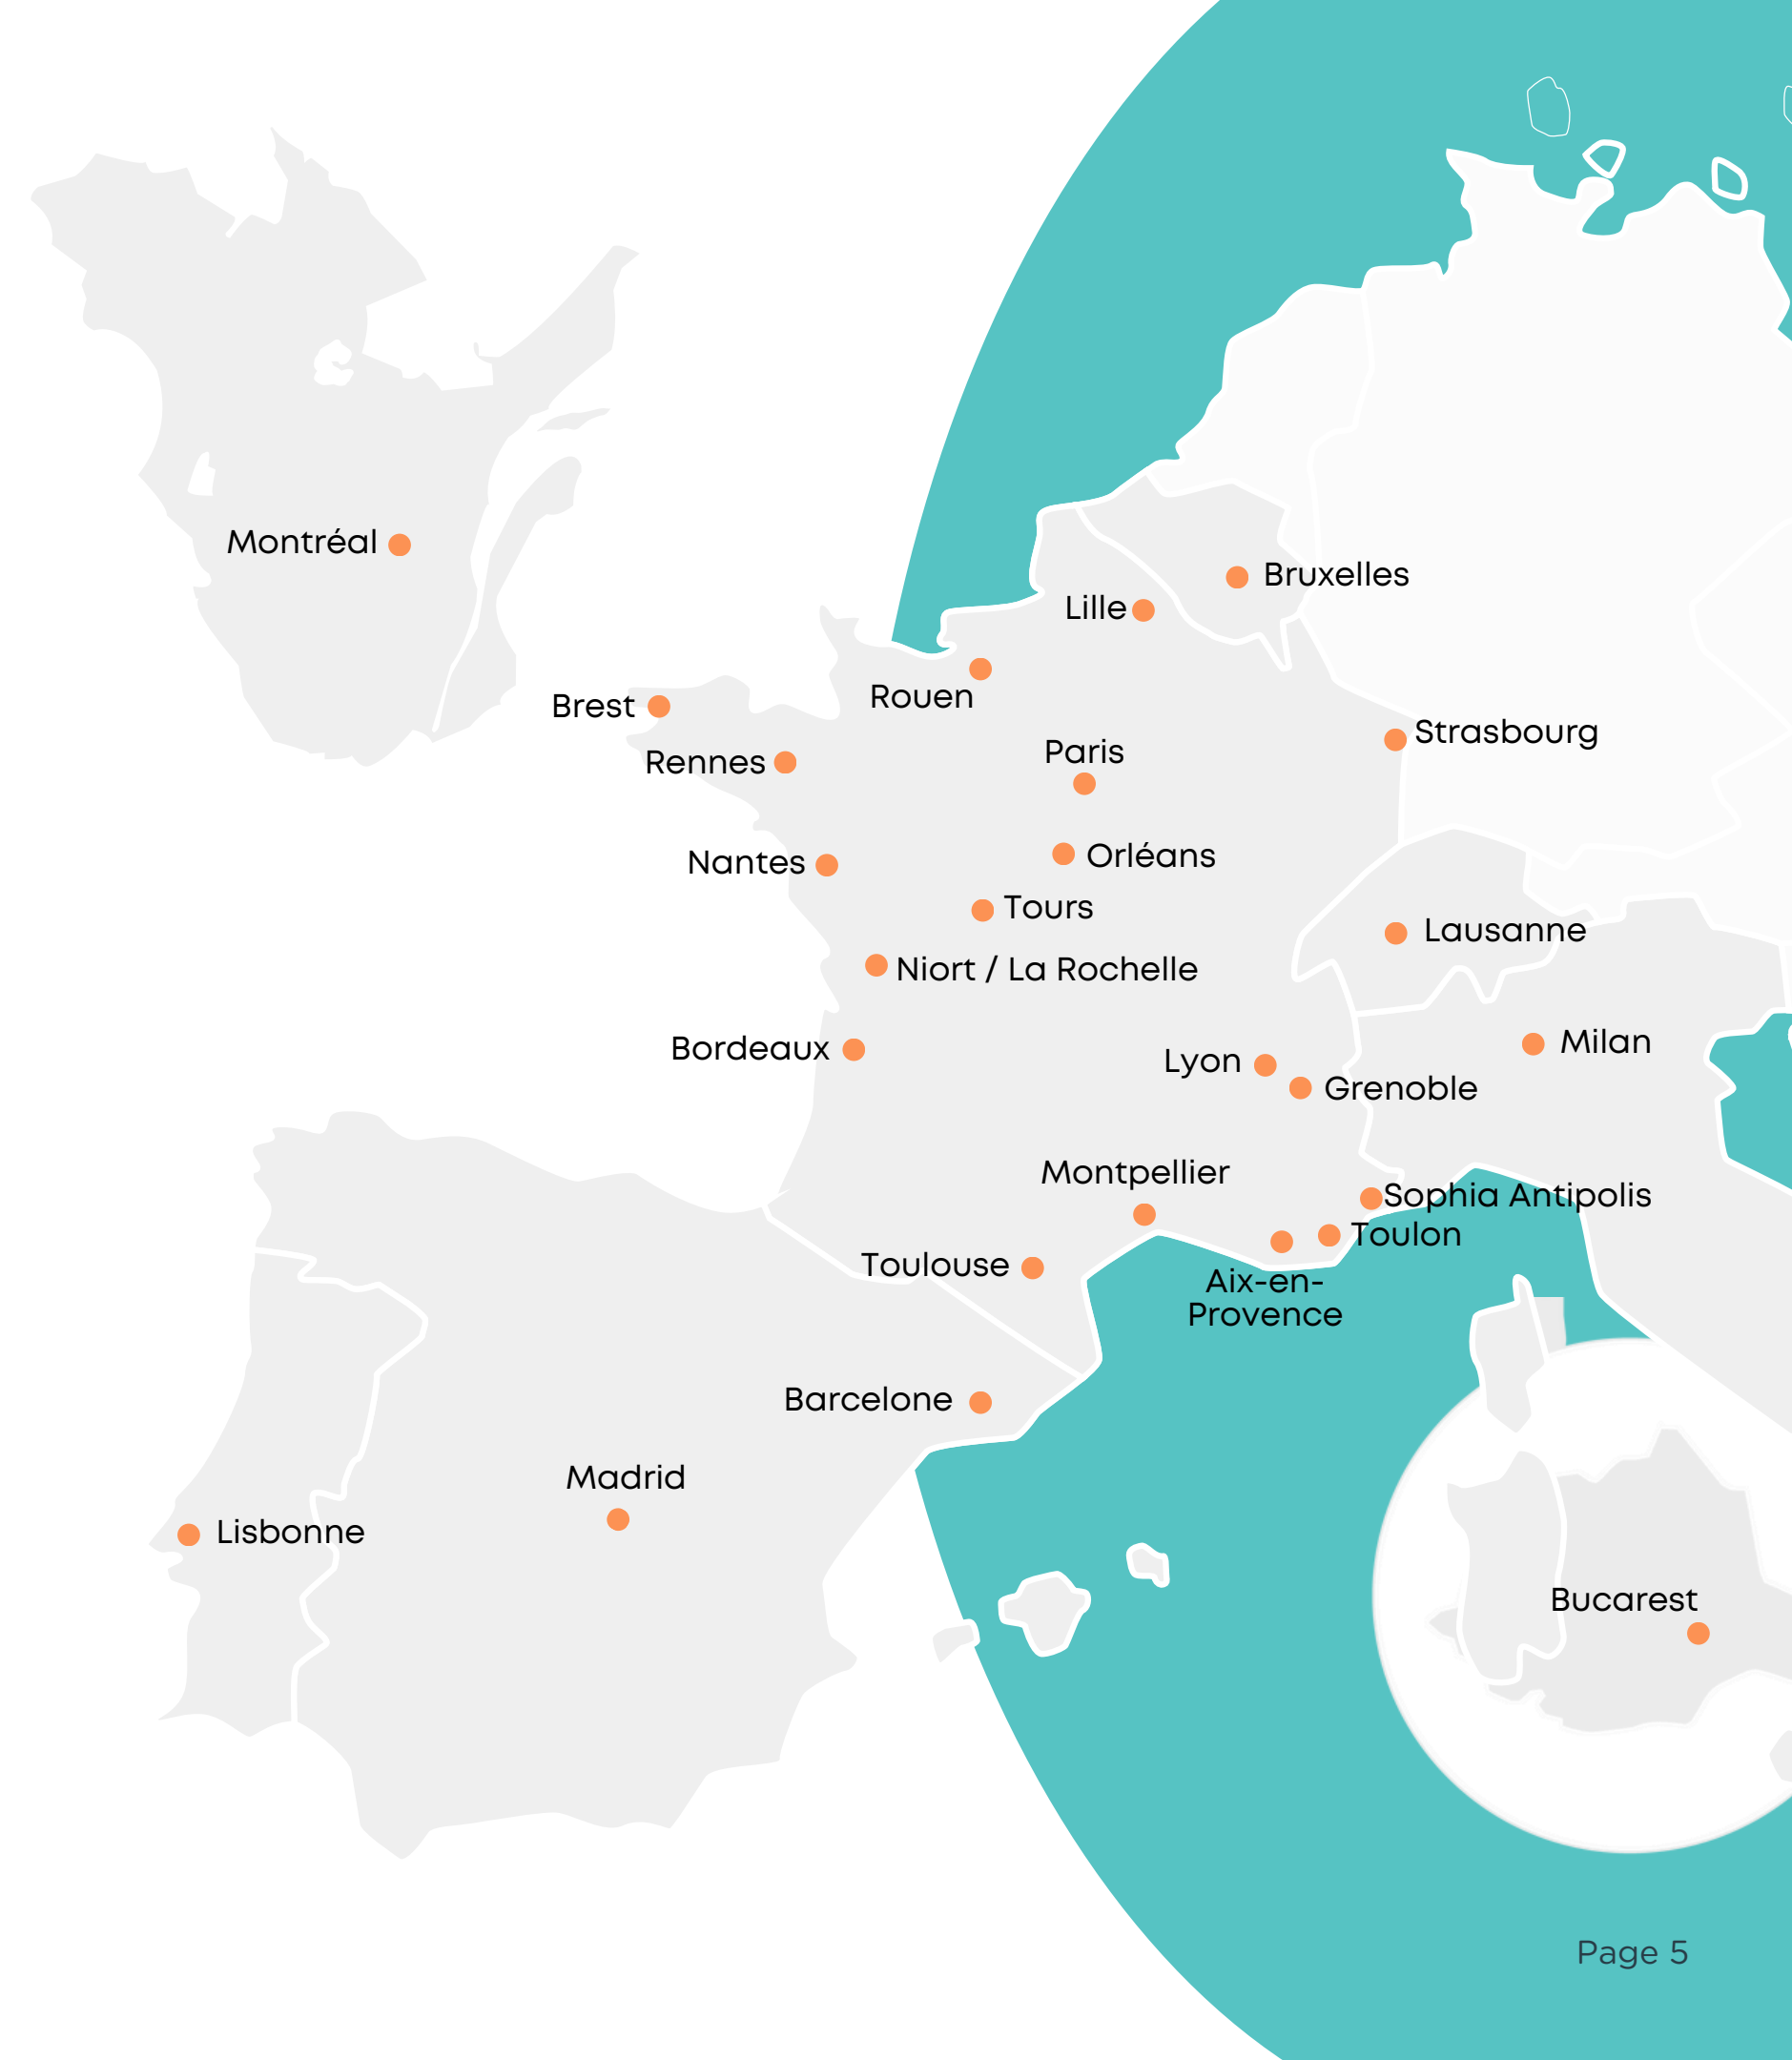 Montréal
Bruxelles
Lille
Rouen
Brest
Strasbourg
Paris
Rennes
Orléans
Nantes
Tours
Lausanne
Niort / La Rochelle
Milan
Bordeaux
Lyon
Grenoble
Montpellier
Sophia Antipolis
Toulon
Toulouse
Aix-en-
Provence
Barcelone
Madrid
Lisbonne
Bucarest
Page 5